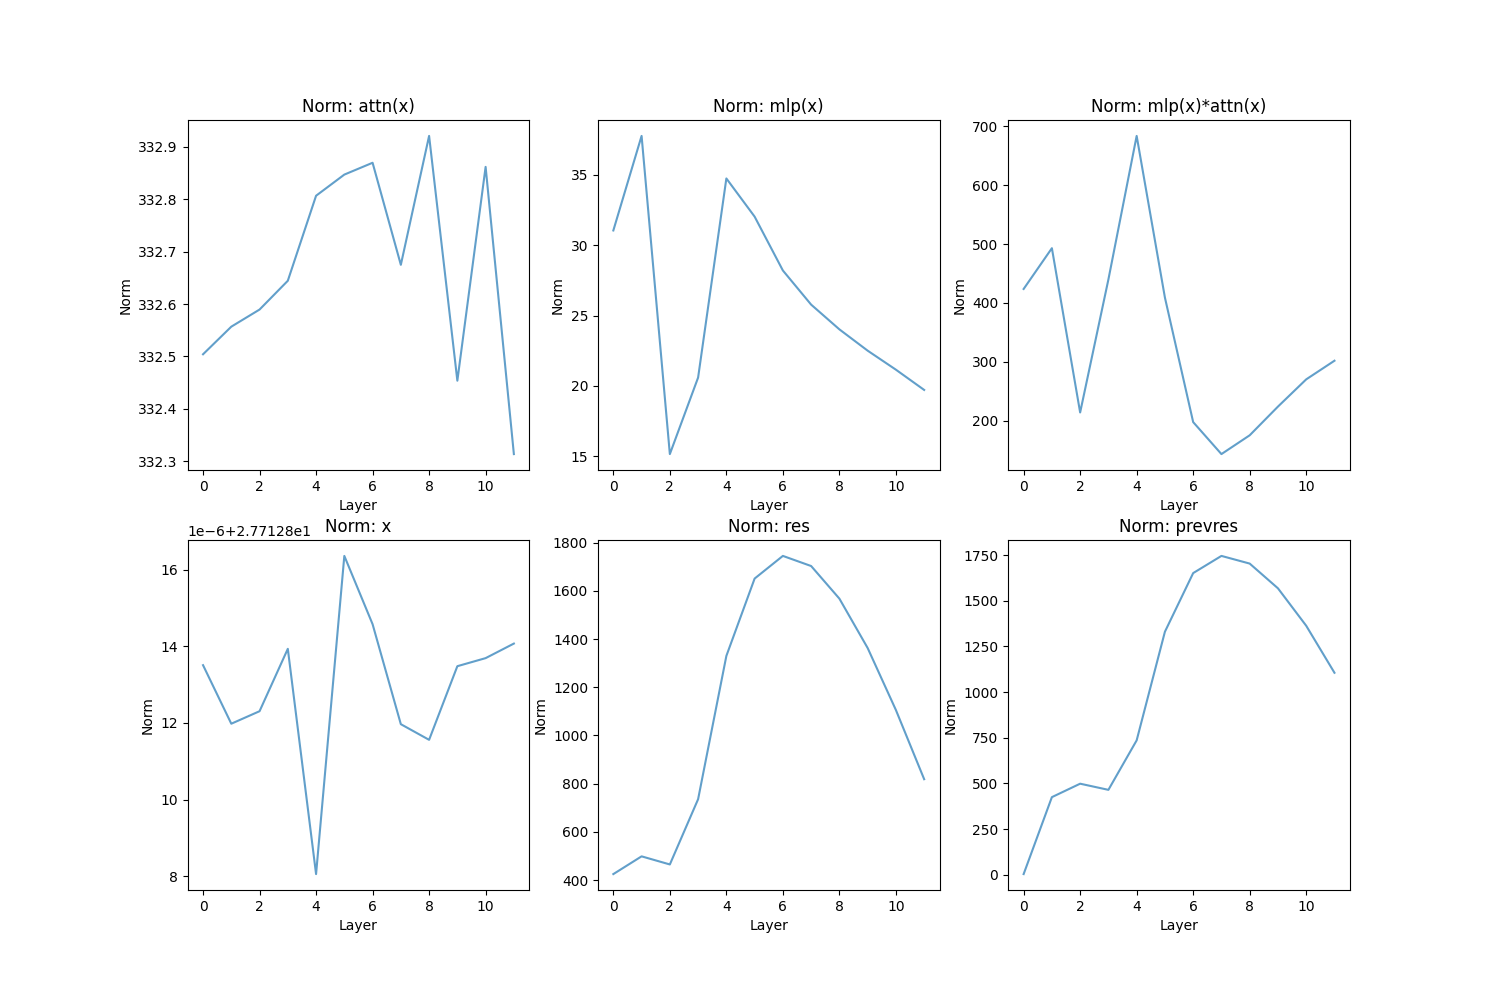 Norm: attn(x)
Norm: mlp(x)
Norm: mlp(x)*attn(x)
332.9
332.8
332.7
332.6
332.5
332.4
332.3
Norm
0 2 4 6 8 10
Layer
35
30
25
20
15
Norm
0 2 4 6 8 10
Layer
700
600
500
400
300
200
Norm
0 2 4 6 8 10
Layer
1e−6+2.77128e1
Norm: x
Norm: res
Norm: prevres
16
14
12
10
8
Norm
0 2 4 6 8 10
Layer
1800
1600
1400
1200
1000
800
600
400
Norm
0 2 4 6 8 10
Layer
1750
1500
1250
1000
750
500
250
0
Norm
0 2 4 6 8 10
Layer